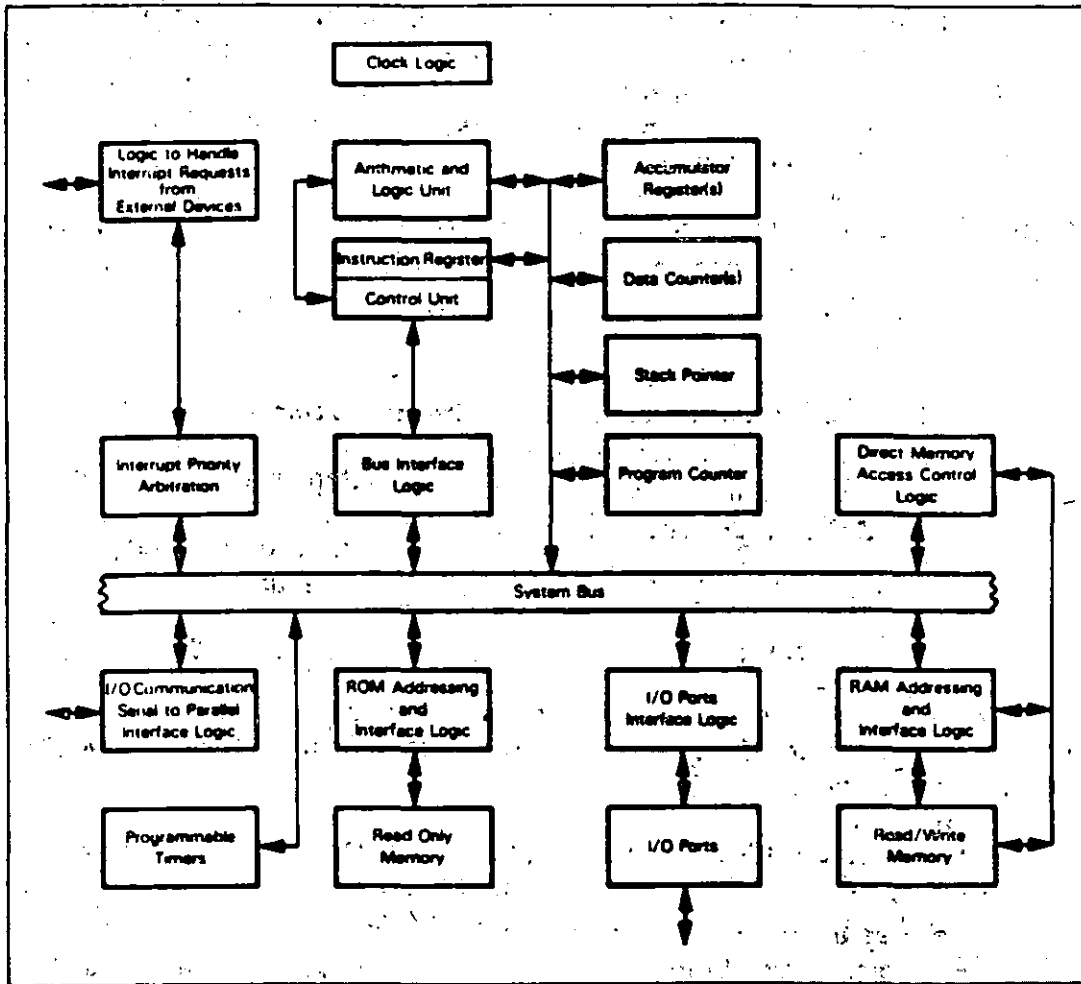 Clock Logic
Logic to Handle
Interrupt Requests
from
External Devices
Arithmetic and
Logic Unit
Accumulator
Register(s)
Instruction Register
Control Unit
Data Counter(s)
Stack Pointer
Interrupt Priority
Arbitration
Bus Interface
Logic
Program Counter
Direct Memory
Access Control
Logic
System Bus
I/O Communication
Serial to Parallel
Interface Logic
ROM Addressing
and
Interface Logic
I/O Ports
Interface Logic
RAM Addressing
and
Interface Logic
Programmable
Timers
Read Only
Memory
I/O Ports
Read/Write
Memory